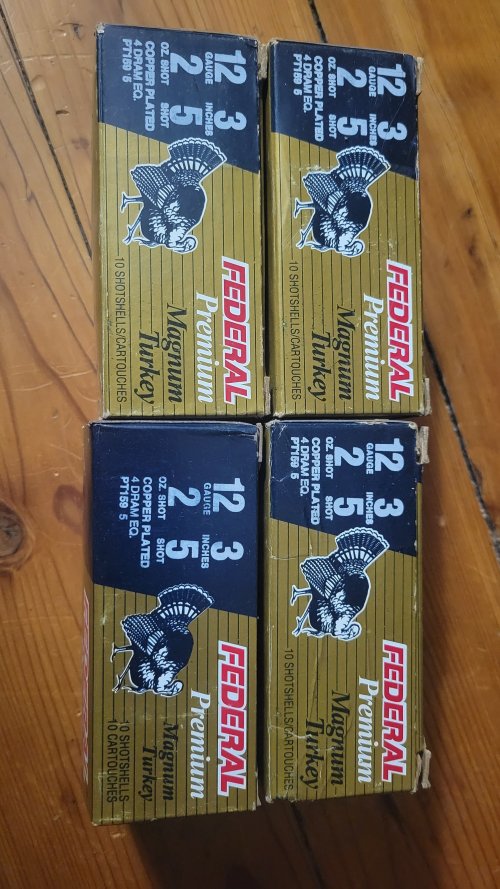 12 3
GAUGE INCHES
2 5
OZ. SHOT SHOT
COPPER PLATED
4 DRAM EQ.
PT159 5
FEDERAL
Premium
Magnum
Turkey
10 SHOTSHELLS/CARTOUCHES
12 3
GAUGE INCHES
2 5
OZ. SHOT SHOT
COPPER PLATED
4 DRAM EQ.
PT159 5
FEDERAL
Premium
Magnum
Turkey
10 SHOTSHELLS/CARTOUCHES
12 3
GAUGE INCHES
2 5
OZ. SHOT SHOT
COPPER PLATED
4 DRAM EQ.
PT159 5
FEDERAL
Premium
Magnum
Turkey
10 SHOTSHELLS
10 CARTOUCHES
12 3
GAUGE INCHES
2 5
OZ. SHOT SHOT
COPPER PLATED
4 DRAM EQ.
PT159 5
FEDERAL
Premium
Magnum
Turkey
10 SHOTSHELLS/CARTOUCHES